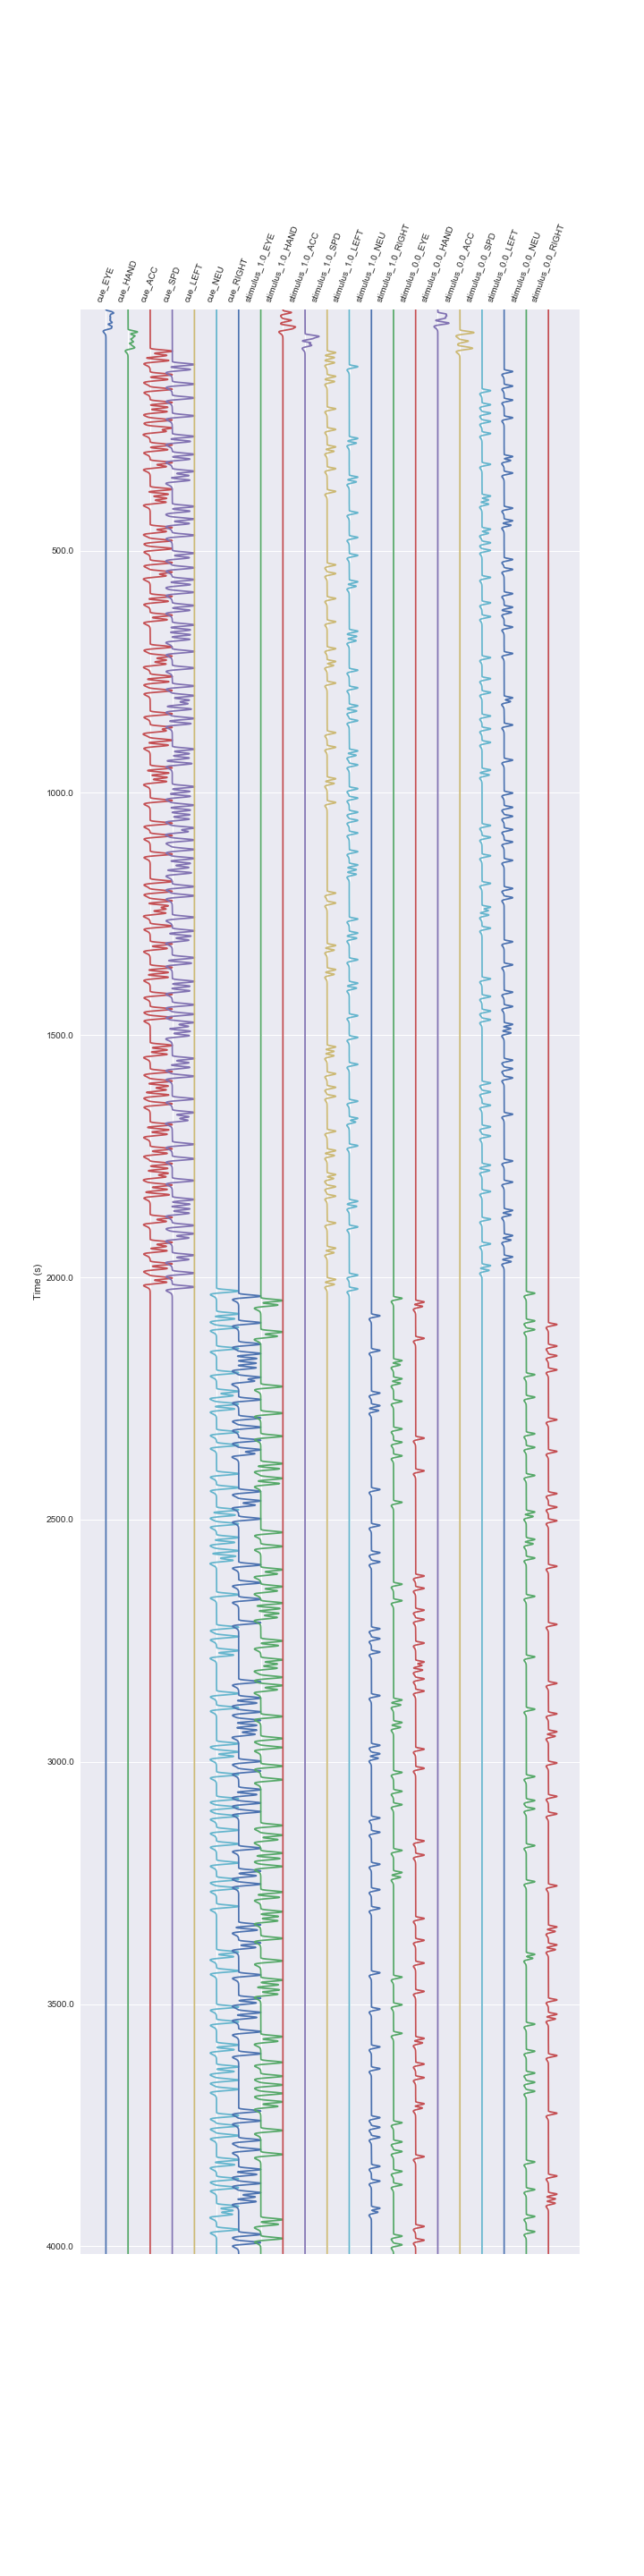 cue_EYE
cue_HAND
cue_ACC
cue_SPD
cue_LEFT
cue_NEU
cue_RIGHT
stimulus_1.0_EYE
stimulus_1.0_HAND
stimulus_1.0_ACC
stimulus_1.0_SPD
stimulus_1.0_LEFT
stimulus_1.0_NEU
stimulus_1.0_RIGHT
stimulus_0.0_EYE
stimulus_0.0_HAND
stimulus_0.0_ACC
stimulus_0.0_SPD
stimulus_0.0_LEFT
stimulus_0.0_NEU
stimulus_0.0_RIGHT
500.0
1000.0
1500.0
2000.0
2500.0
3000.0
3500.0
4000.0
Time (s)